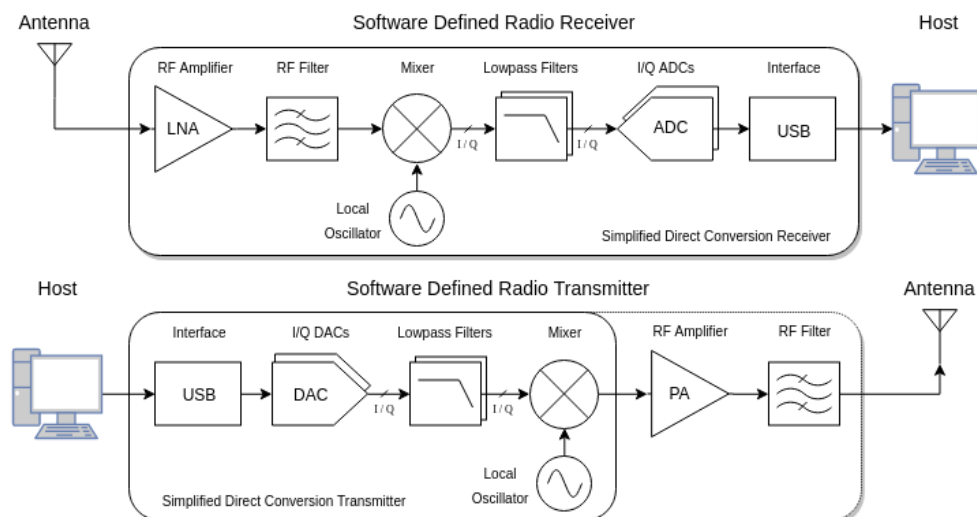 Antenna
Software Defined Radio Receiver
Host
RF Amplifier
RF Filter
Mixer
Lowpass Filters
I/Q ADCs
Interface
LNA
I / Q
I / Q
ADC
USB
Local
Oscillator
Simplified Direct Conversion Receiver
Host
Software Defined Radio Transmitter
Antenna
Interface
I/Q DACs
Lowpass Filters
Mixer
RF Amplifier
RF Filter
USB
DAC
I / Q
I / Q
PA
Local
Oscillator
Simplified Direct Conversion Transmitter